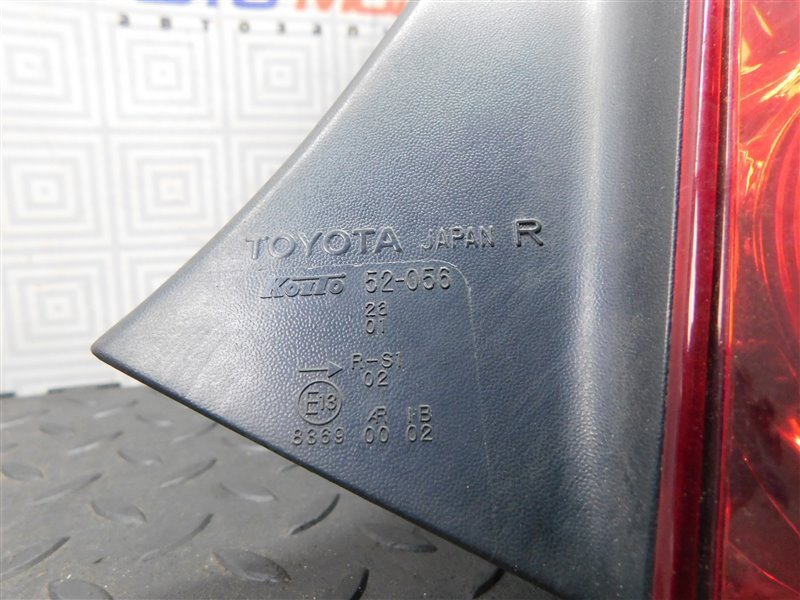 TOYOTA JAPAN R
KOITO 52-056
23
01
R-S1
02
E13 AR IB
8369 00 02